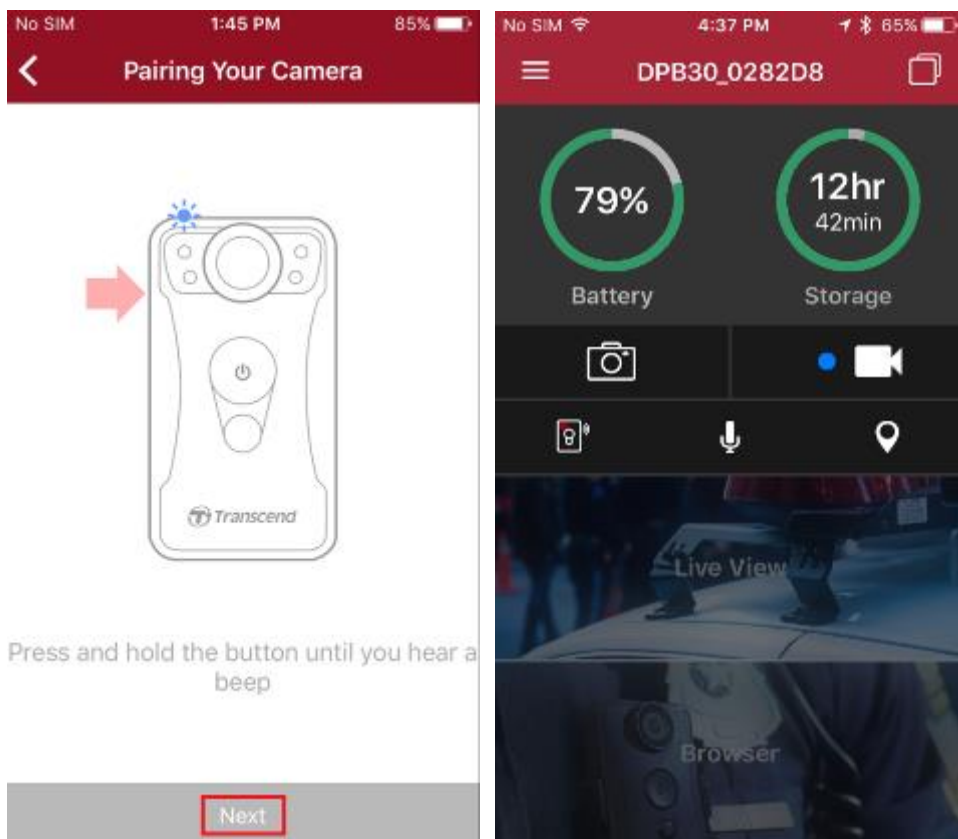 No SIM 1:45 PM 85%
Pairing Your Camera
Transcend
Press and hold the button until you hear a
beep
Next
No SIM 4:37 PM 65%
DPB30_0282D8
79%
12hr
42min
Battery Storage
Live View
Browser